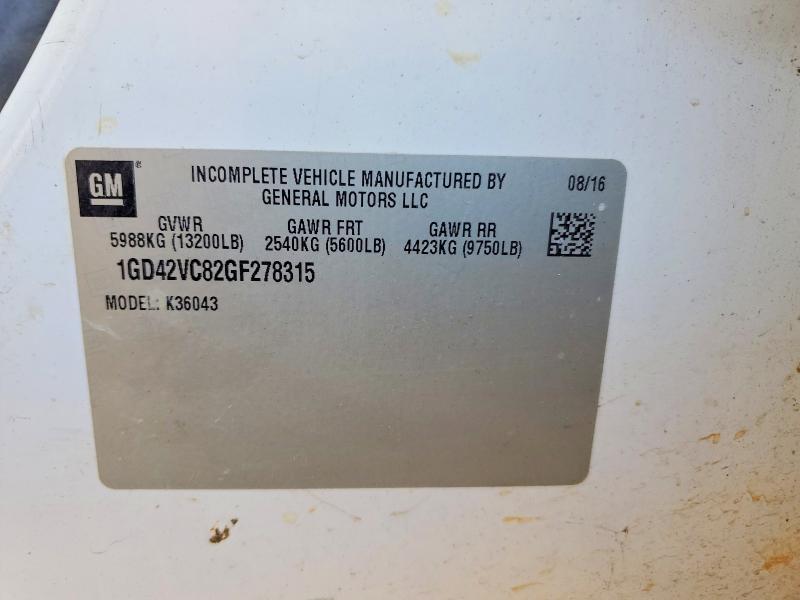 GM ®
INCOMPLETE VEHICLE MANUFACTURED BY
GENERAL MOTORS LLC
08/16
GVWR GAWR FRT GAWR RR
5988KG (13200LB) 2540KG (5600LB) 4423KG (9750LB)
1GD42VC82GF278315
MODEL: K36043